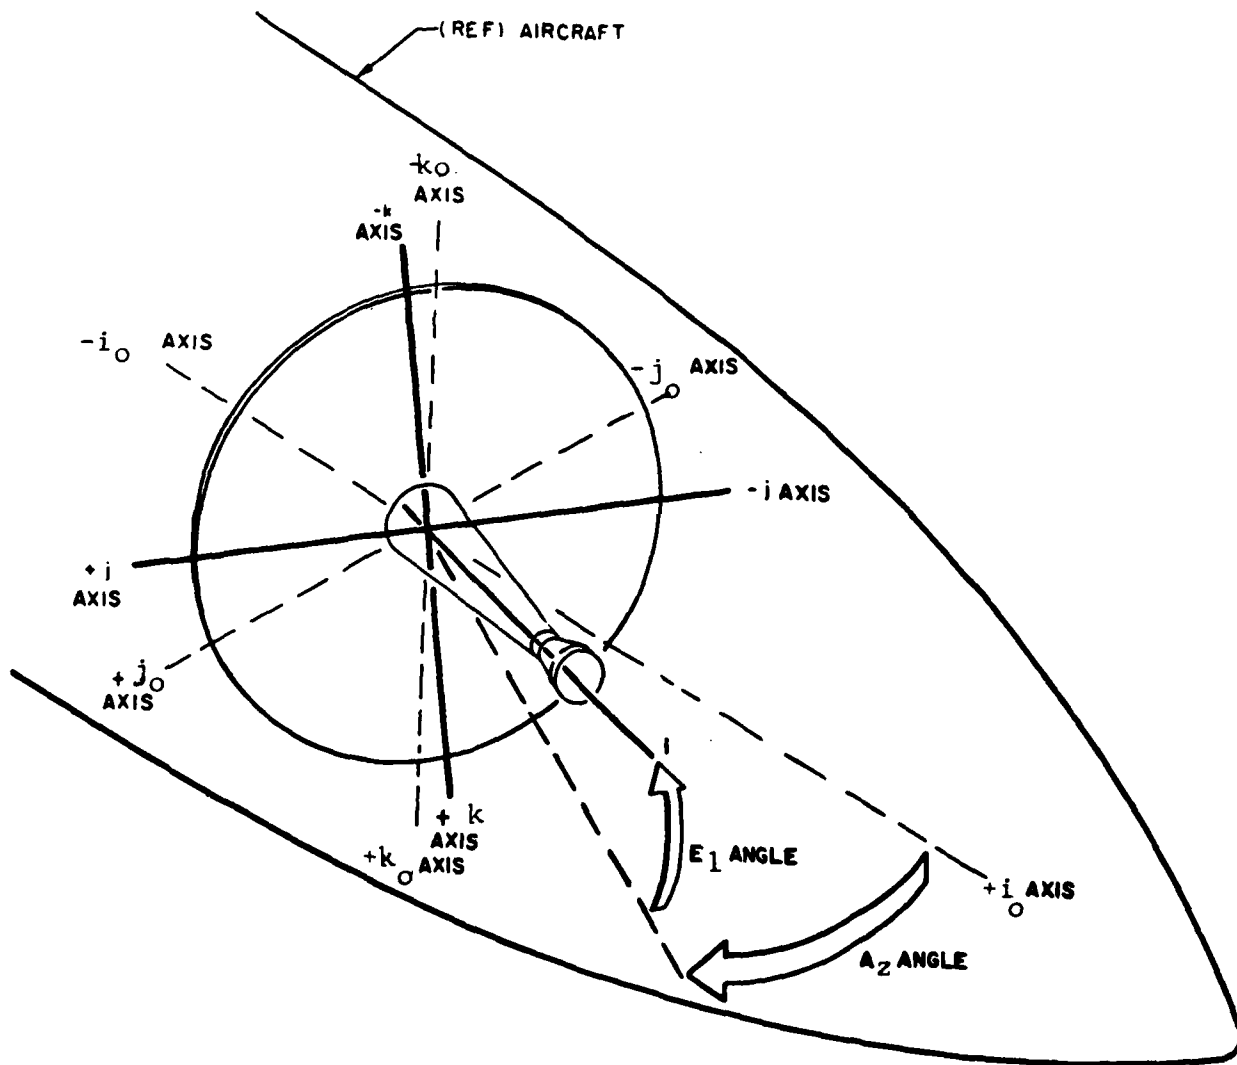 (REF) AIRCRAFT
-ko
AXIS
-k
AXIS
-io AXIS
-jo AXIS
-j AXIS
+j
AXIS
+jo
AXIS
i
+ k
AXIS
+ko AXIS
E1 ANGLE
+io AXIS
Az ANGLE